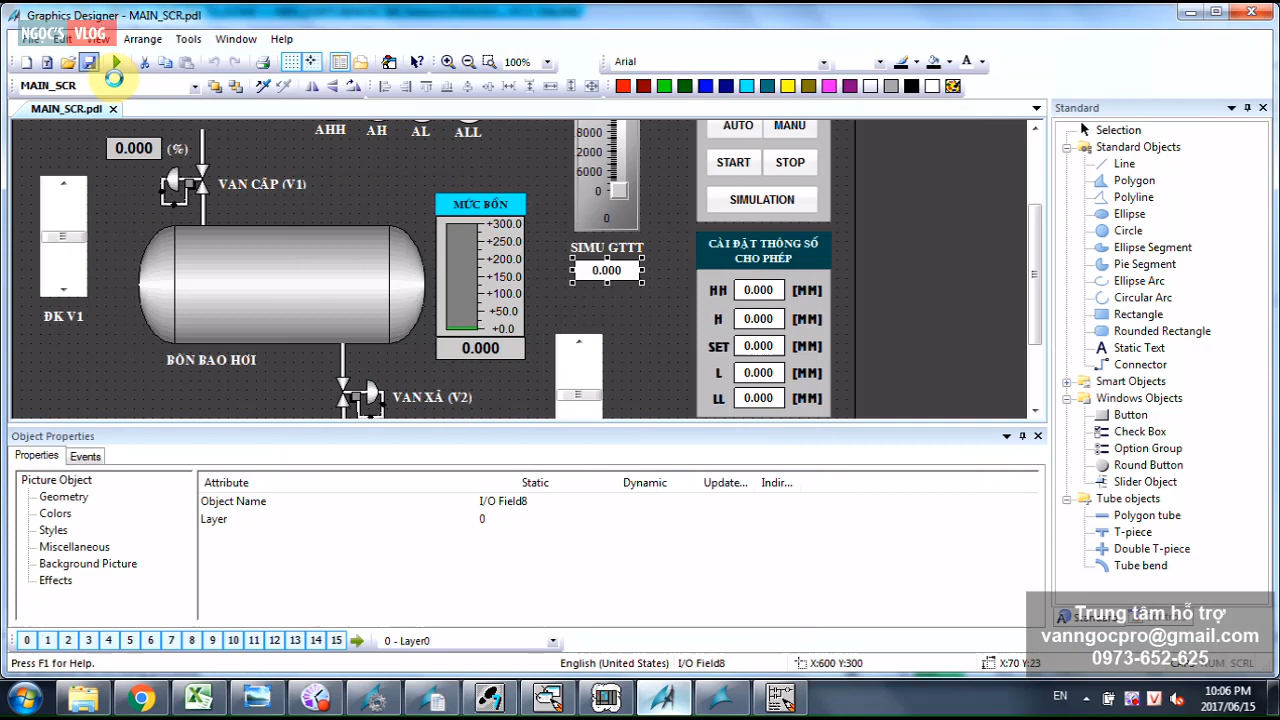 Graphics Designer - MAIN_SCR.pdl
NGOC'S VLOG
File Edit View Arrange Tools Window Help
100%
Arial
MAIN_SCR
MAIN_SCR.pdl
AHH AH AL ALL
0.000 (%)
VAN CẤP (V1)
ĐK V1
BỒN BAO HƠI
VAN XẢ (V2)
MỨC BỒN
+300.0
+250.0
+200.0
+150.0
+100.0
+50.0
+0.0
0.000
8000
2000
6000
0
0
SIMU GTTT
0.000
AUTO MANU
START STOP
SIMULATION
CÀI ĐẶT THÔNG SỐ
CHO PHÉP
HH 0.000 [MM]
H 0.000 [MM]
SET 0.000 [MM]
L 0.000 [MM]
LL 0.000 [MM]
Standard
Selection
Standard Objects
Line
Polygon
Polyline
Ellipse
Circle
Ellipse Segment
Pie Segment
Ellipse Arc
Circular Arc
Rectangle
Rounded Rectangle
Static Text
Connector
Smart Objects
Windows Objects
Button
Check Box
Option Group
Round Button
Slider Object
Tube objects
Polygon tube
T-piece
Double T-piece
Tube bend
Object Properties
Properties Events
Picture Object
Geometry
Colors
Styles
Miscellaneous
Background Picture
Effects
Attribute Static Dynamic Update... Indir...
Object Name I/O Field8
Layer 0
0 1 2 3 4 5 6 7 8 9 10 11 12 13 14 15 0 - Layer0
Press F1 for Help. English (United States) I/O Field8 X:600 Y:300 X:70 Y:23
Trung tâm hỗ trợ
vanngocpro@gmail.com
0973-652-625
EN
10:06 PM
2017/06/15